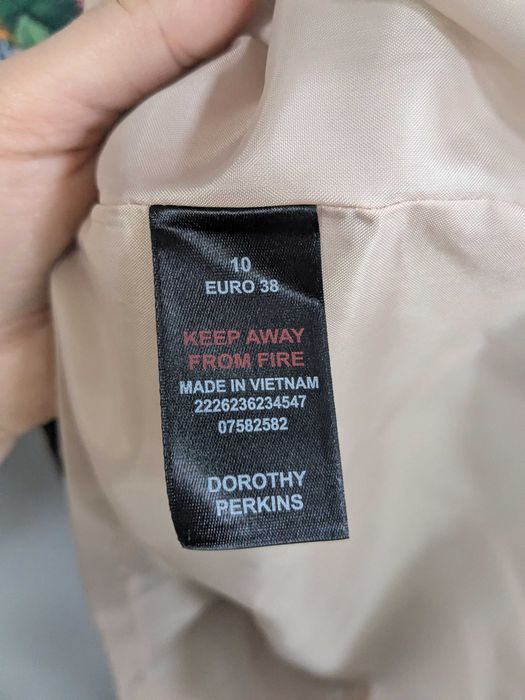 10
EURO 38
KEEP AWAY
FROM FIRE
MADE IN VIETNAM
2226236234547
07582582
DOROTHY
PERKINS